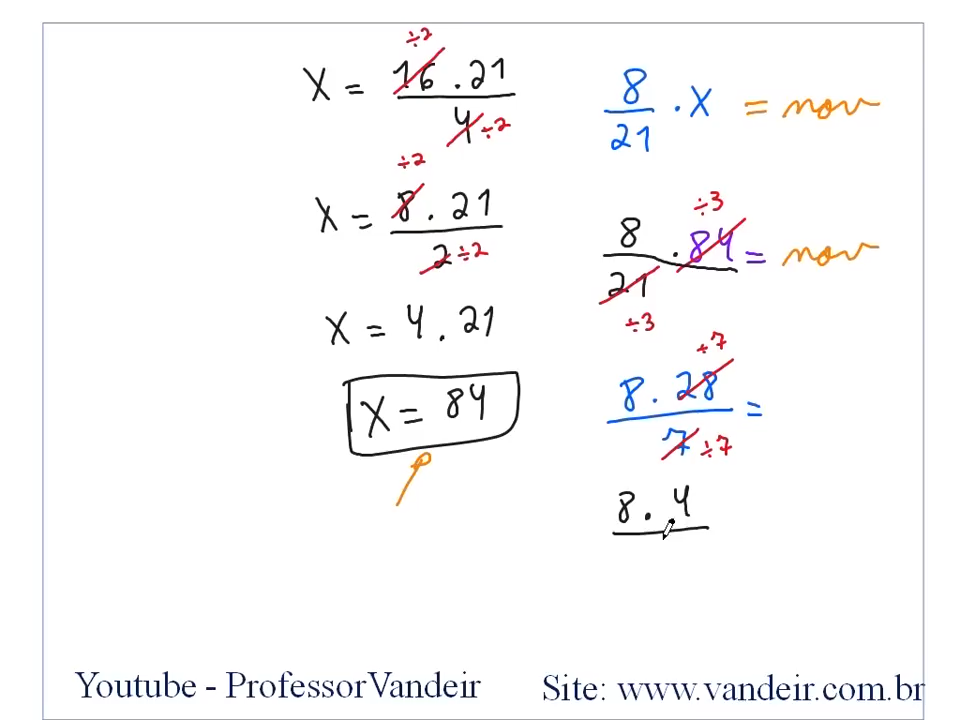 ÷2
X = 16 . 21
4 ÷2
÷2
X = 8 . 21
2 ÷2
X = 4 . 21
X = 84
8
21 . X = nov
÷3
8 . 84 = nov
21
÷3
÷7
8 . 28 =
7 ÷7
8 . 4
Youtube - ProfessorVandeir
Site: www.vandeir.com.br